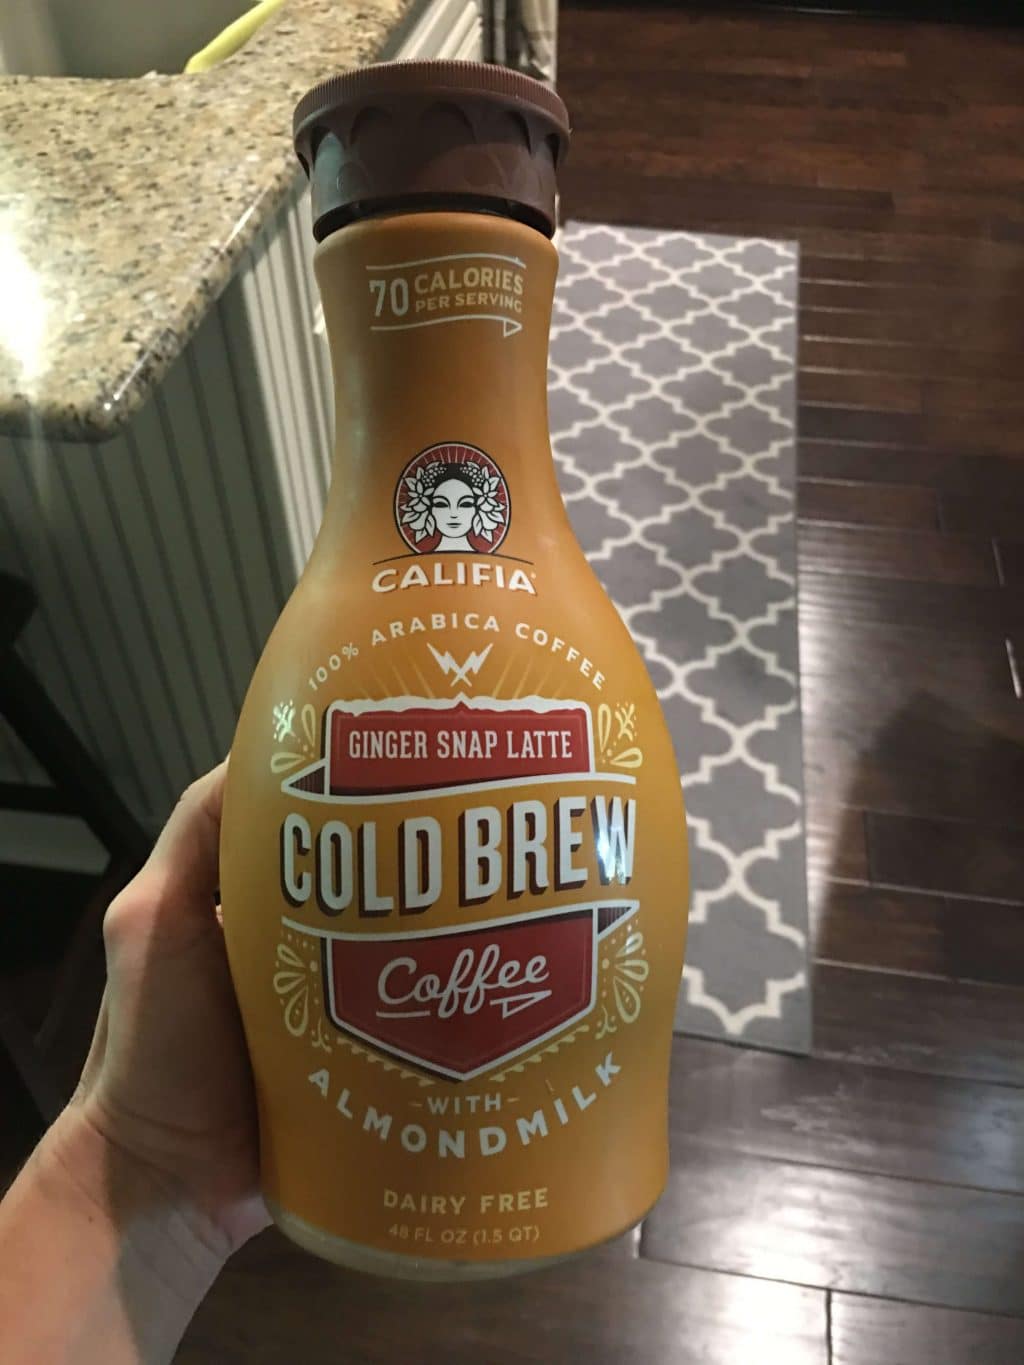 70 CALORIES
PER SERVING
CALIFIA
100% ARABICA COFFEE
GINGER SNAP LATTE
COLD BREW
Coffee
-WITH-
ALMONDMILK
DAIRY FREE
48 FL OZ (1.5 QT)